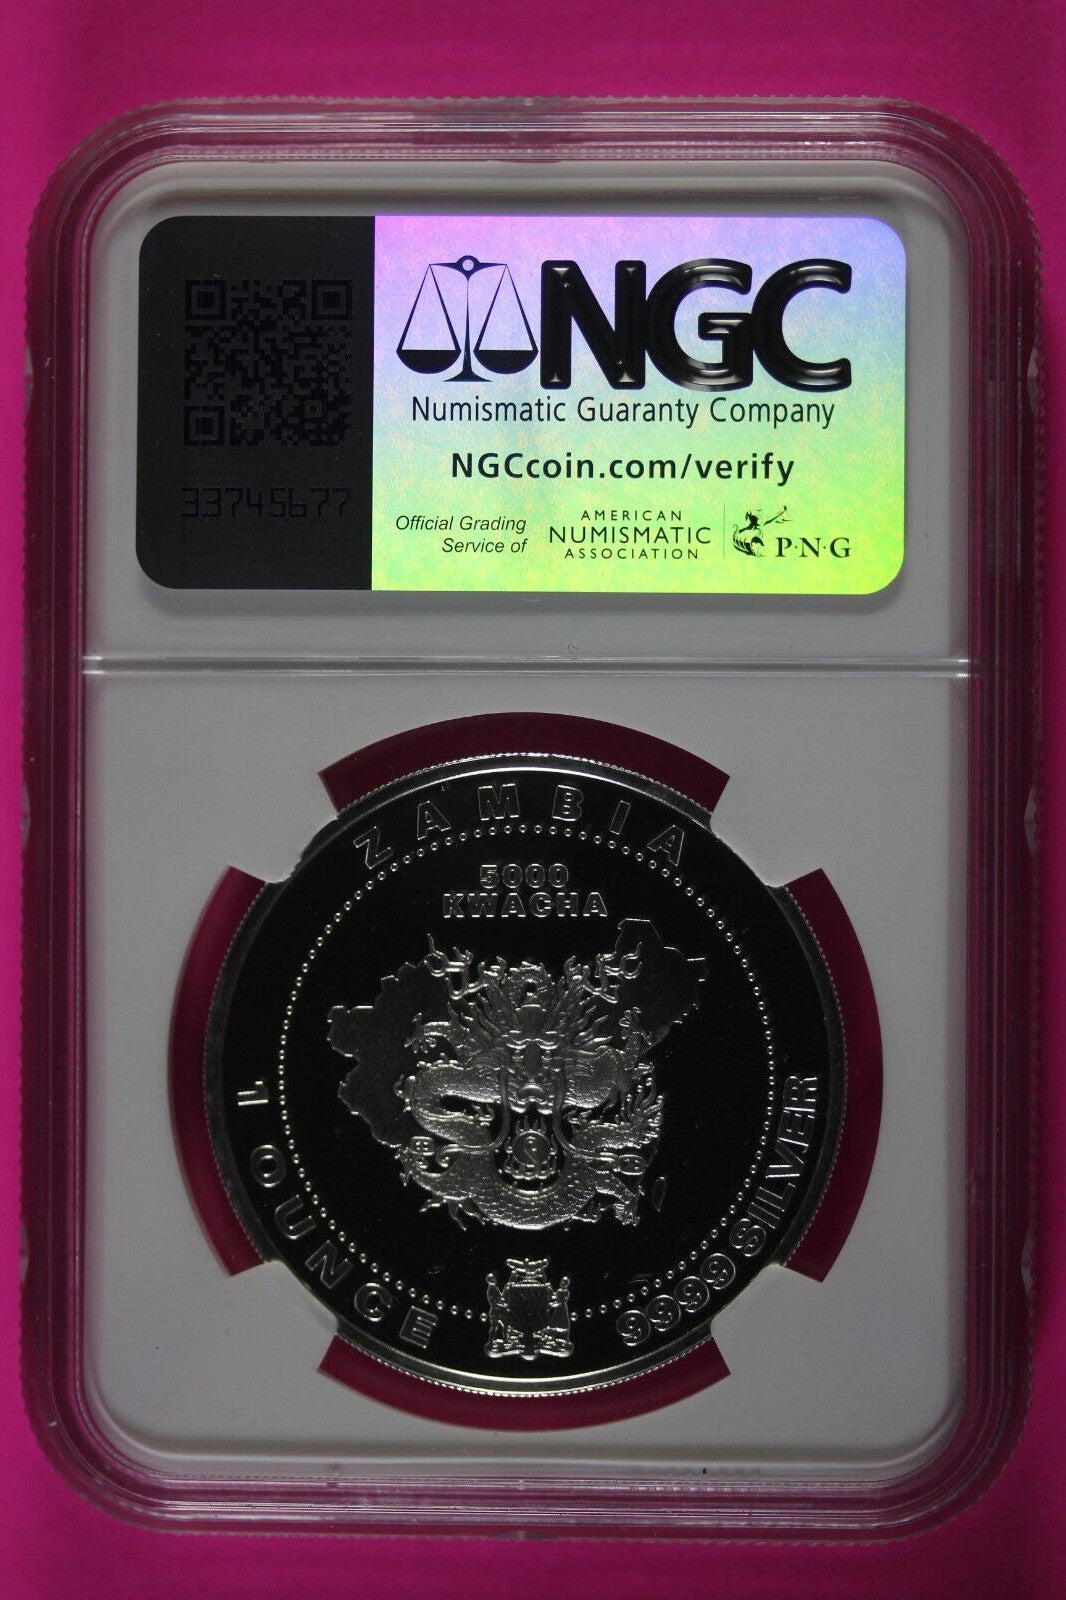 NGC
Numismatic Guaranty Company
NGCcoin.com/verify
33745677
Official Grading
Service of
AMERICAN
NUMISMATIC
ASSOCIATION
P·N·G
ZAMBIA
5000
KWACHA
1 OUNCE
9999 SILVER